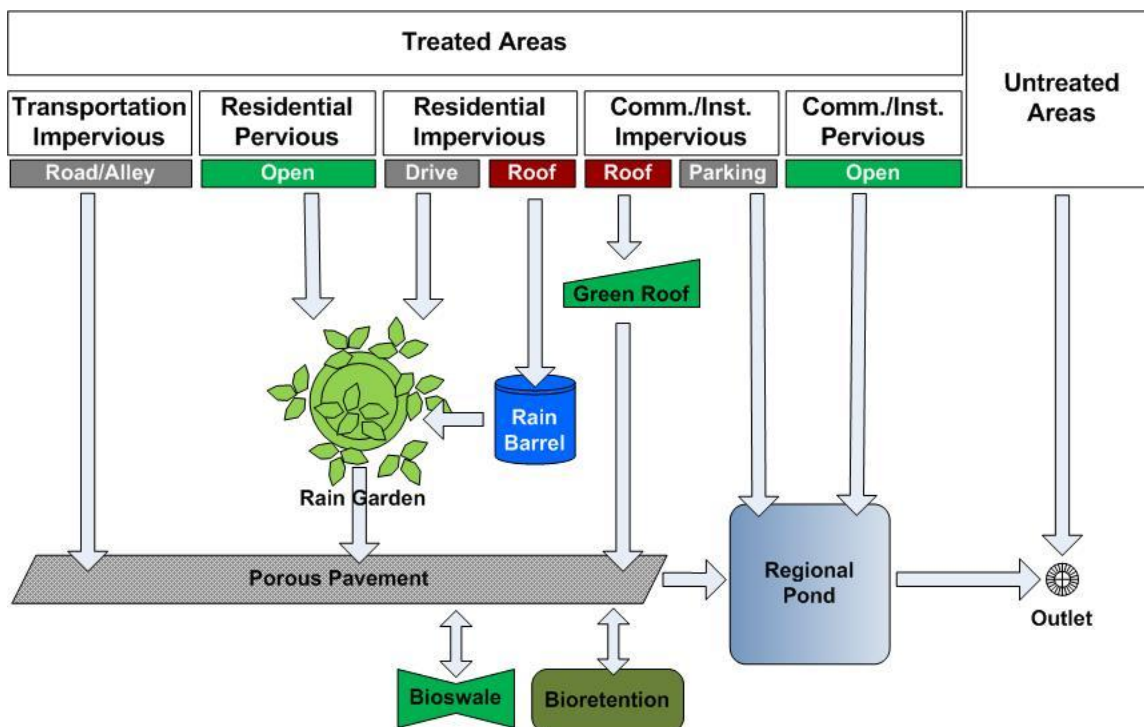 Treated Areas
Untreated
Areas
Transportation
Impervious
Residential
Pervious
Residential
Impervious
Comm./Inst.
Impervious
Comm./Inst.
Pervious
Road/Alley
Open
Drive
Roof
Roof
Parking
Open
Green Roof
Rain
Barrel
Rain Garden
Porous Pavement
Regional
Pond
Outlet
Bioswale
Bioretention